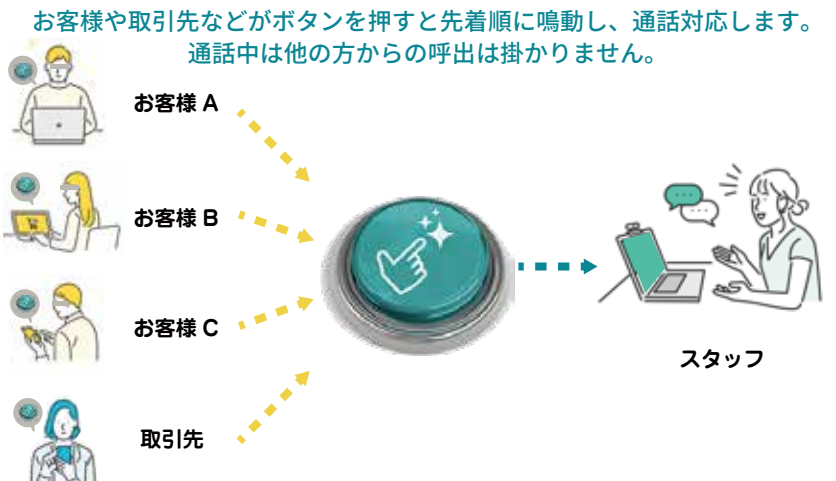 お客様や取引先などがボタンを押すと先着順に鳴動し、通話対応します。
通話中は他の方からの呼出は掛かりません。
お客様 A
お客様 B
お客様 C
取引先
スタッフ